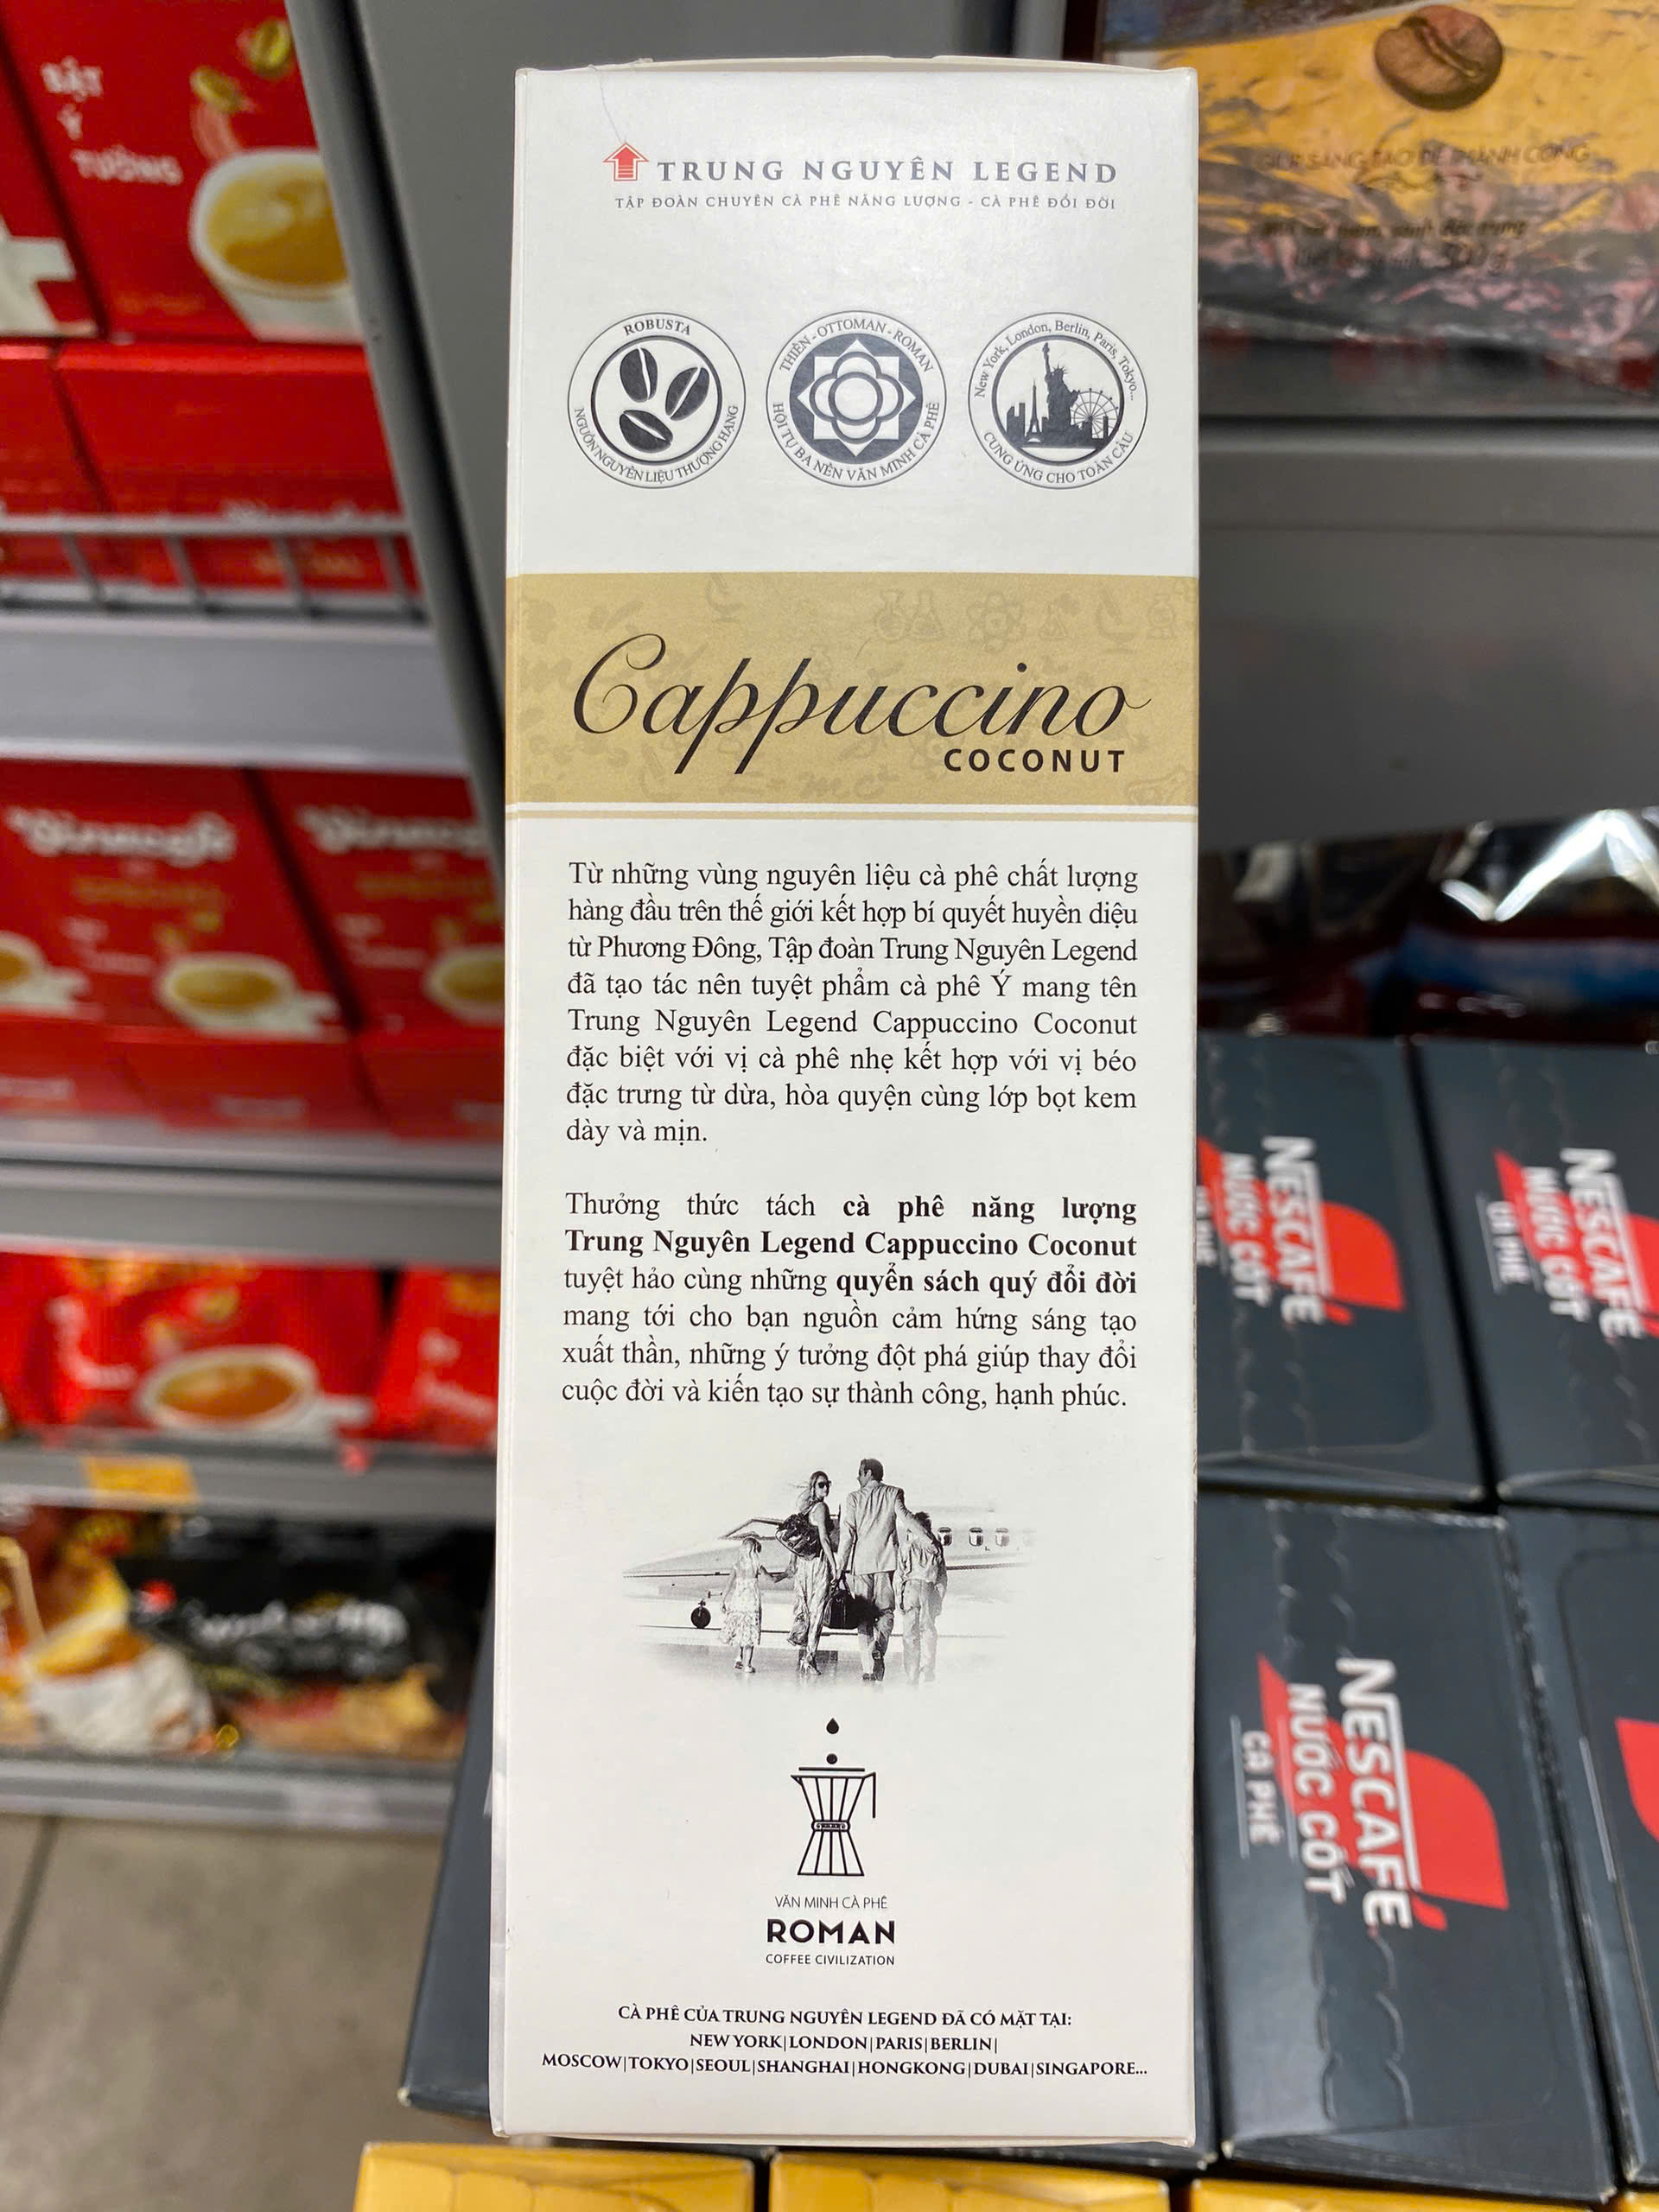 TRUNG NGUYÊN LEGEND
TẬP ĐOÀN CHUYÊN CÀ PHÊ NĂNG LƯỢNG - CÀ PHÊ ĐỔI ĐỜI
ROBUSTA
NGUỒN NGUYÊN LIỆU THƯỢNG HẠNG
THIỀN - OTTOMAN - ROMAN
HỘI TỤ BA NỀN VĂN MINH CÀ PHÊ
New York, London, Berlin, Paris, Tokyo...
CUNG ỨNG CHO TOÀN CẦU
Cappuccino
COCONUT
Từ những vùng nguyên liệu cà phê chất lượng
hàng đầu trên thế giới kết hợp bí quyết huyền diệu
từ Phương Đông, Tập đoàn Trung Nguyên Legend
đã tạo tác nên tuyệt phẩm cà phê Ý mang tên
Trung Nguyên Legend Cappuccino Coconut
đặc biệt với vị cà phê nhẹ kết hợp với vị béo
đặc trưng từ dừa, hòa quyện cùng lớp bọt kem
dày và mịn.
Thưởng thức tách cà phê năng lượng
Trung Nguyên Legend Cappuccino Coconut
tuyệt hảo cùng những quyển sách quý đổi đời
mang tới cho bạn nguồn cảm hứng sáng tạo
xuất thần, những ý tưởng đột phá giúp thay đổi
cuộc đời và kiến tạo sự thành công, hạnh phúc.
VĂN MINH CÀ PHÊ
ROMAN
COFFEE CIVILIZATION
CÀ PHÊ CỦA TRUNG NGUYÊN LEGEND ĐÃ CÓ MẶT TẠI:
NEW YORK|LONDON|PARIS|BERLIN|
MOSCOW|TOKYO|SEOUL|SHANGHAI|HONGKONG|DUBAI|SINGAPORE...
BẬT
Ý
TƯỞNG
NESCAFÉ
NƯỚC CỐT
CÀ PHÊ
NESCAFÉ
NƯỚC CỐT
CÀ PHÊ
NESCAFÉ
NƯỚC CỐT
CÀ PHÊ